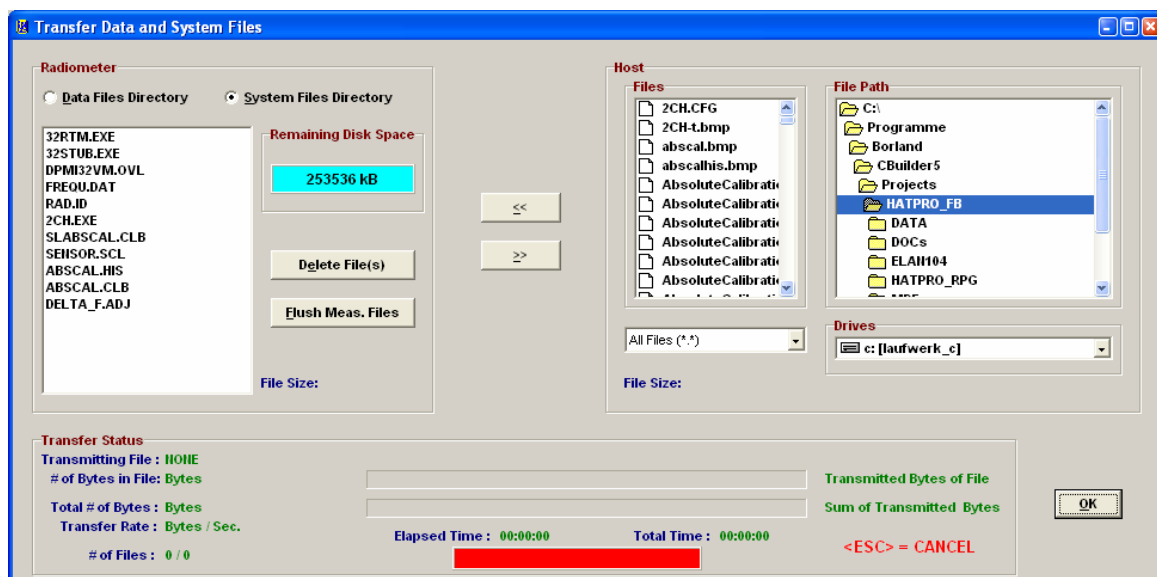 Transfer Data and System Files
Radiometer
Data Files Directory
System Files Directory
32RTM.EXE
32STUB.EXE
DPMI32VM.OVL
FREQU.DAT
RAD.ID
2CH.EXE
SLABSCAL.CLB
SENSOR.SCL
ABSCAL.HIS
ABSCAL.CLB
DELTA_F.ADJ
Remaining Disk Space
253536 kB
Delete File(s)
Flush Meas. Files
File Size:
<<
>>
Host
Files
2CH.CFG
2CH-t.bmp
abscal.bmp
abscalhis.bmp
AbsoluteCalibrati
AbsoluteCalibrati
AbsoluteCalibrati
AbsoluteCalibrati
AbsoluteCalibrati
AbsoluteCalibrati
All Files (*.*)
File Size:
File Path
C:\
Programme
Borland
CBuilder5
Projects
HATPRO_FB
DATA
DOCs
ELAN104
HATPRO_RPG
Drives
c: [laufwerk_c]
Transfer Status
Transmitting File : NONE
# of Bytes in File: Bytes
Total # of Bytes : Bytes
Transfer Rate : Bytes / Sec.
# of Files : 0 / 0
Elapsed Time : 00:00:00
Total Time : 00:00:00
Transmitted Bytes of File
Sum of Transmitted Bytes
<ESC> = CANCEL
OK